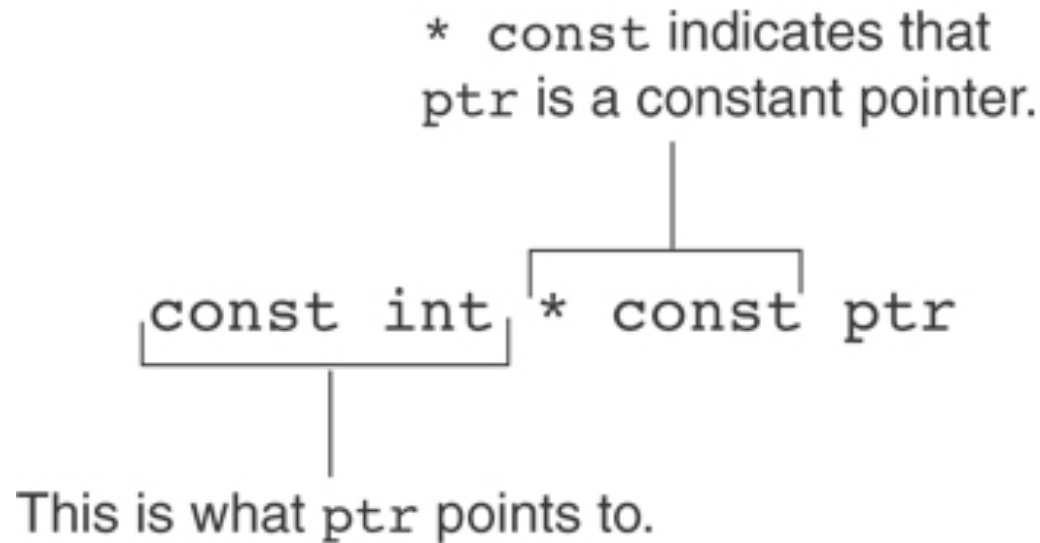 * const indicates that
ptr is a constant pointer.
const int * const ptr
This is what ptr points to.